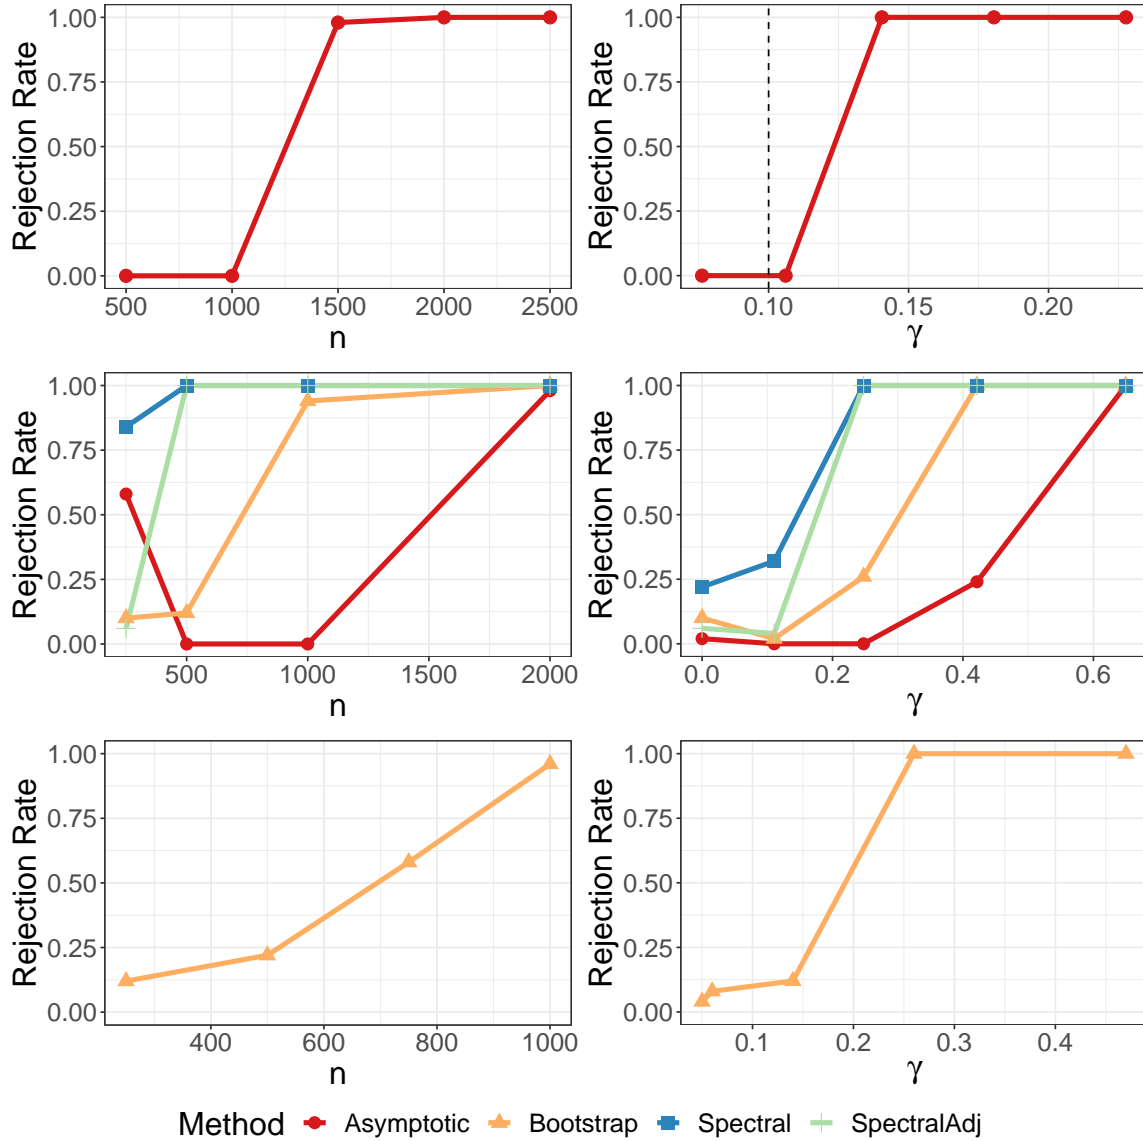 1.00
0.75
0.50
0.25
0.00
Rejection Rate
500 1000 1500 2000 2500
n
1.00
0.75
0.50
0.25
0.00
Rejection Rate
0.10 0.15 0.20
γ
1.00
0.75
0.50
0.25
0.00
Rejection Rate
500 1000 1500 2000
n
1.00
0.75
0.50
0.25
0.00
Rejection Rate
0.0 0.2 0.4 0.6
γ
1.00
0.75
0.50
0.25
0.00
Rejection Rate
400 600 800 1000
n
1.00
0.75
0.50
0.25
0.00
Rejection Rate
0.1 0.2 0.3 0.4
γ
Method Asymptotic Bootstrap Spectral SpectralAdj